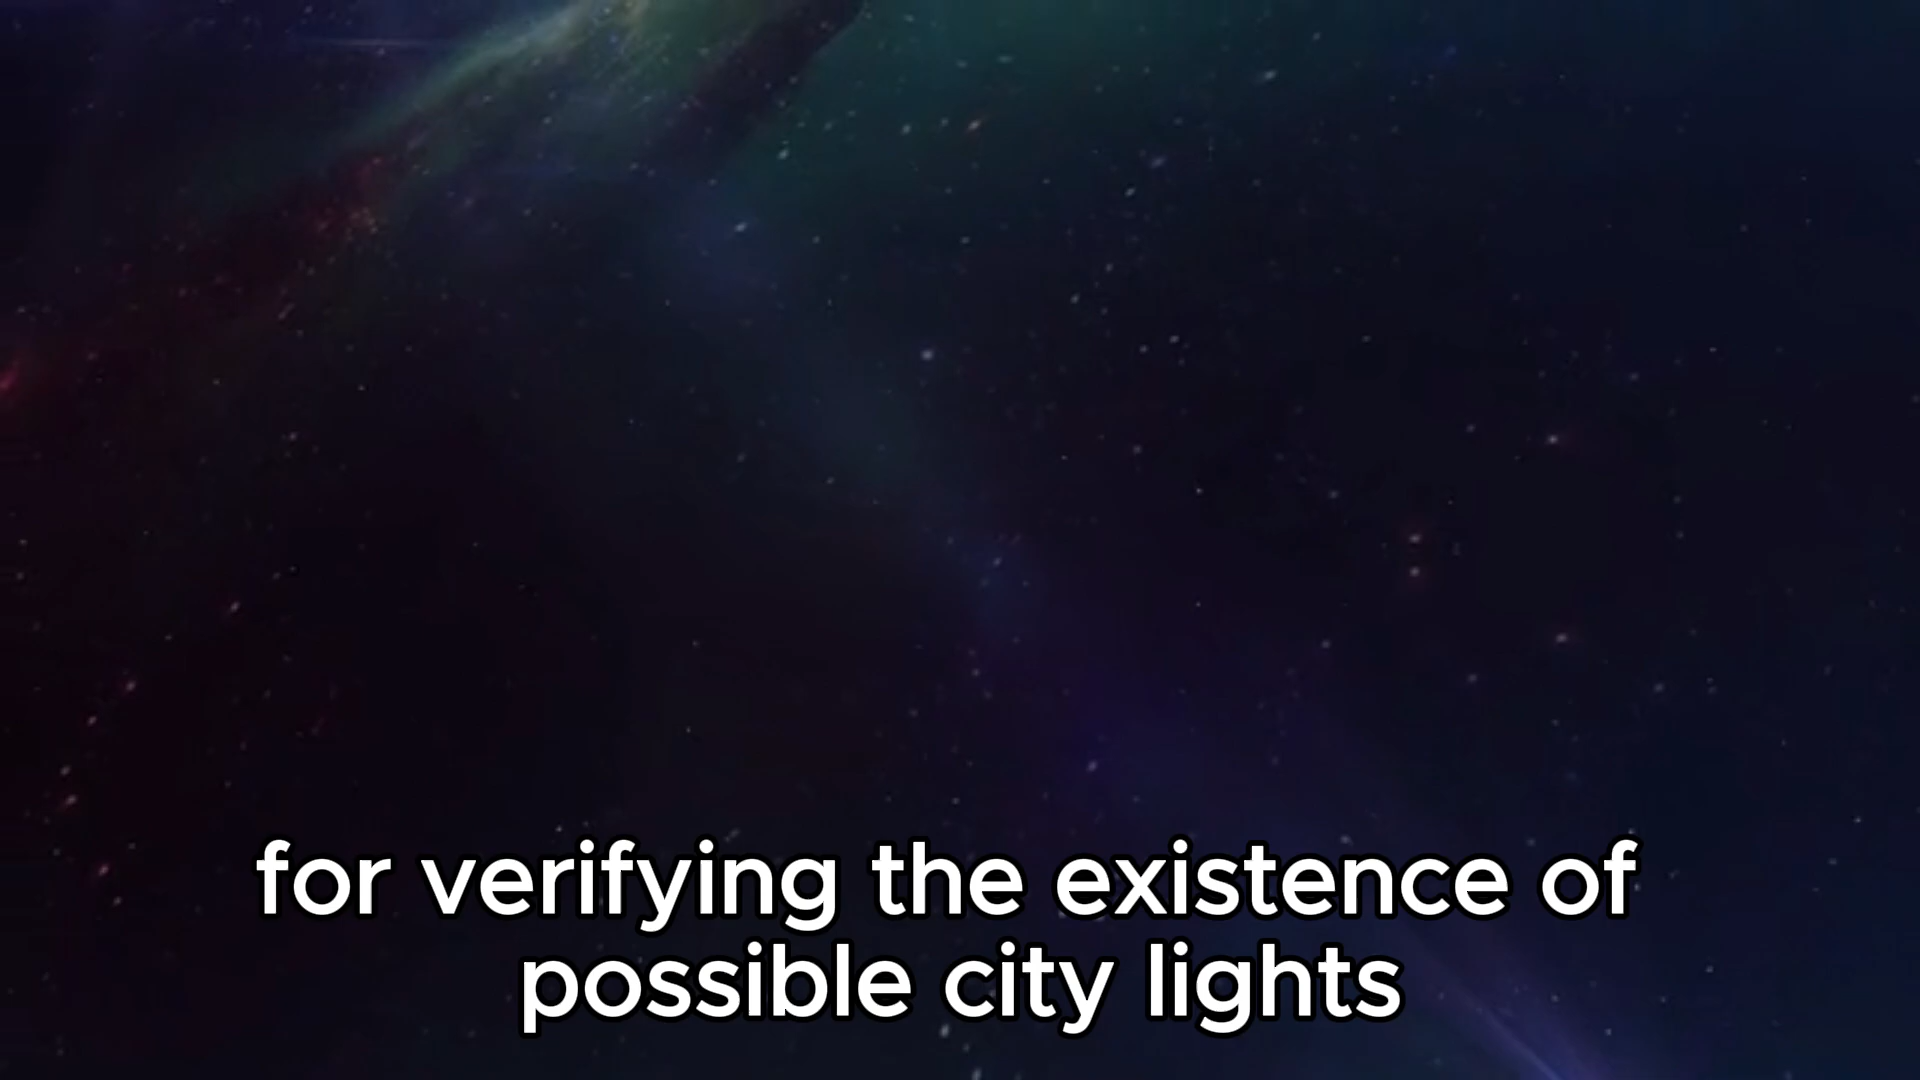 for verifying the existence of
possible city lights